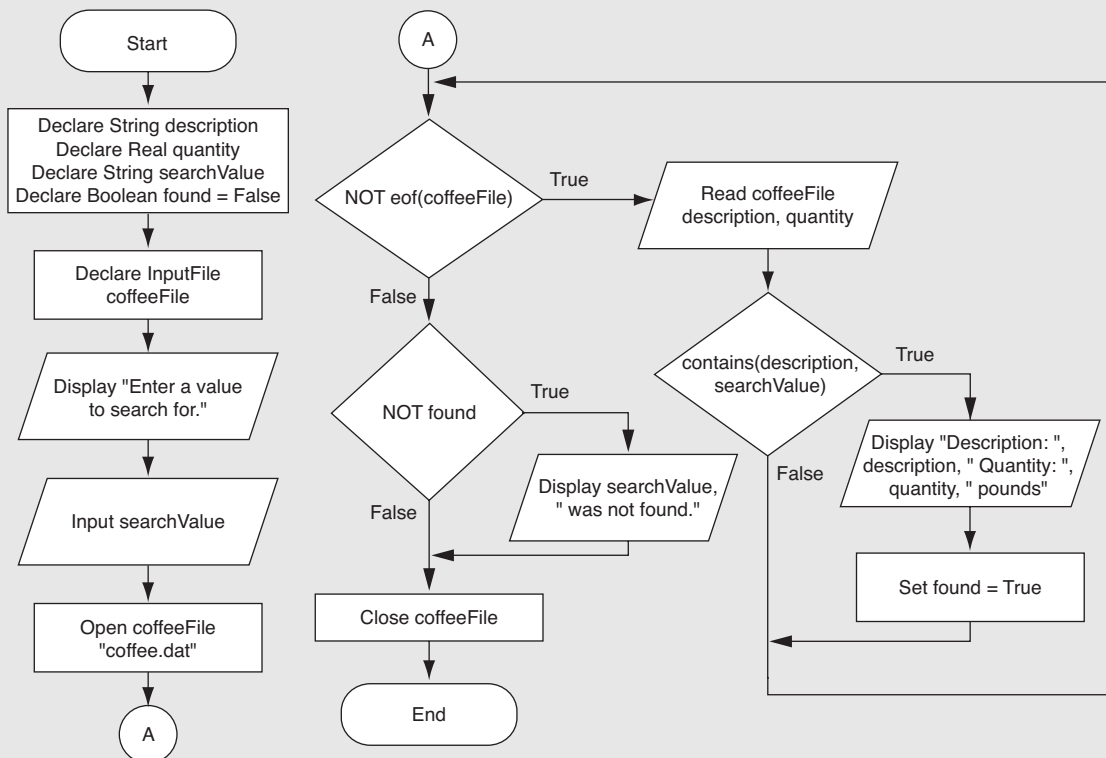 Start
Declare String description
Declare Real quantity
Declare String searchValue
Declare Boolean found = False
Declare InputFile
coffeeFile
Display "Enter a value
to search for."
Input searchValue
Open coffeeFile
"coffee.dat"
A
A
NOT eof(coffeeFile)
True
False
Read coffeeFile
description, quantity
contains(description,
searchValue)
True
False
Display "Description: ",
description, " Quantity: ",
quantity, " pounds"
Set found = True
NOT found
True
False
Display searchValue,
" was not found."
Close coffeeFile
End